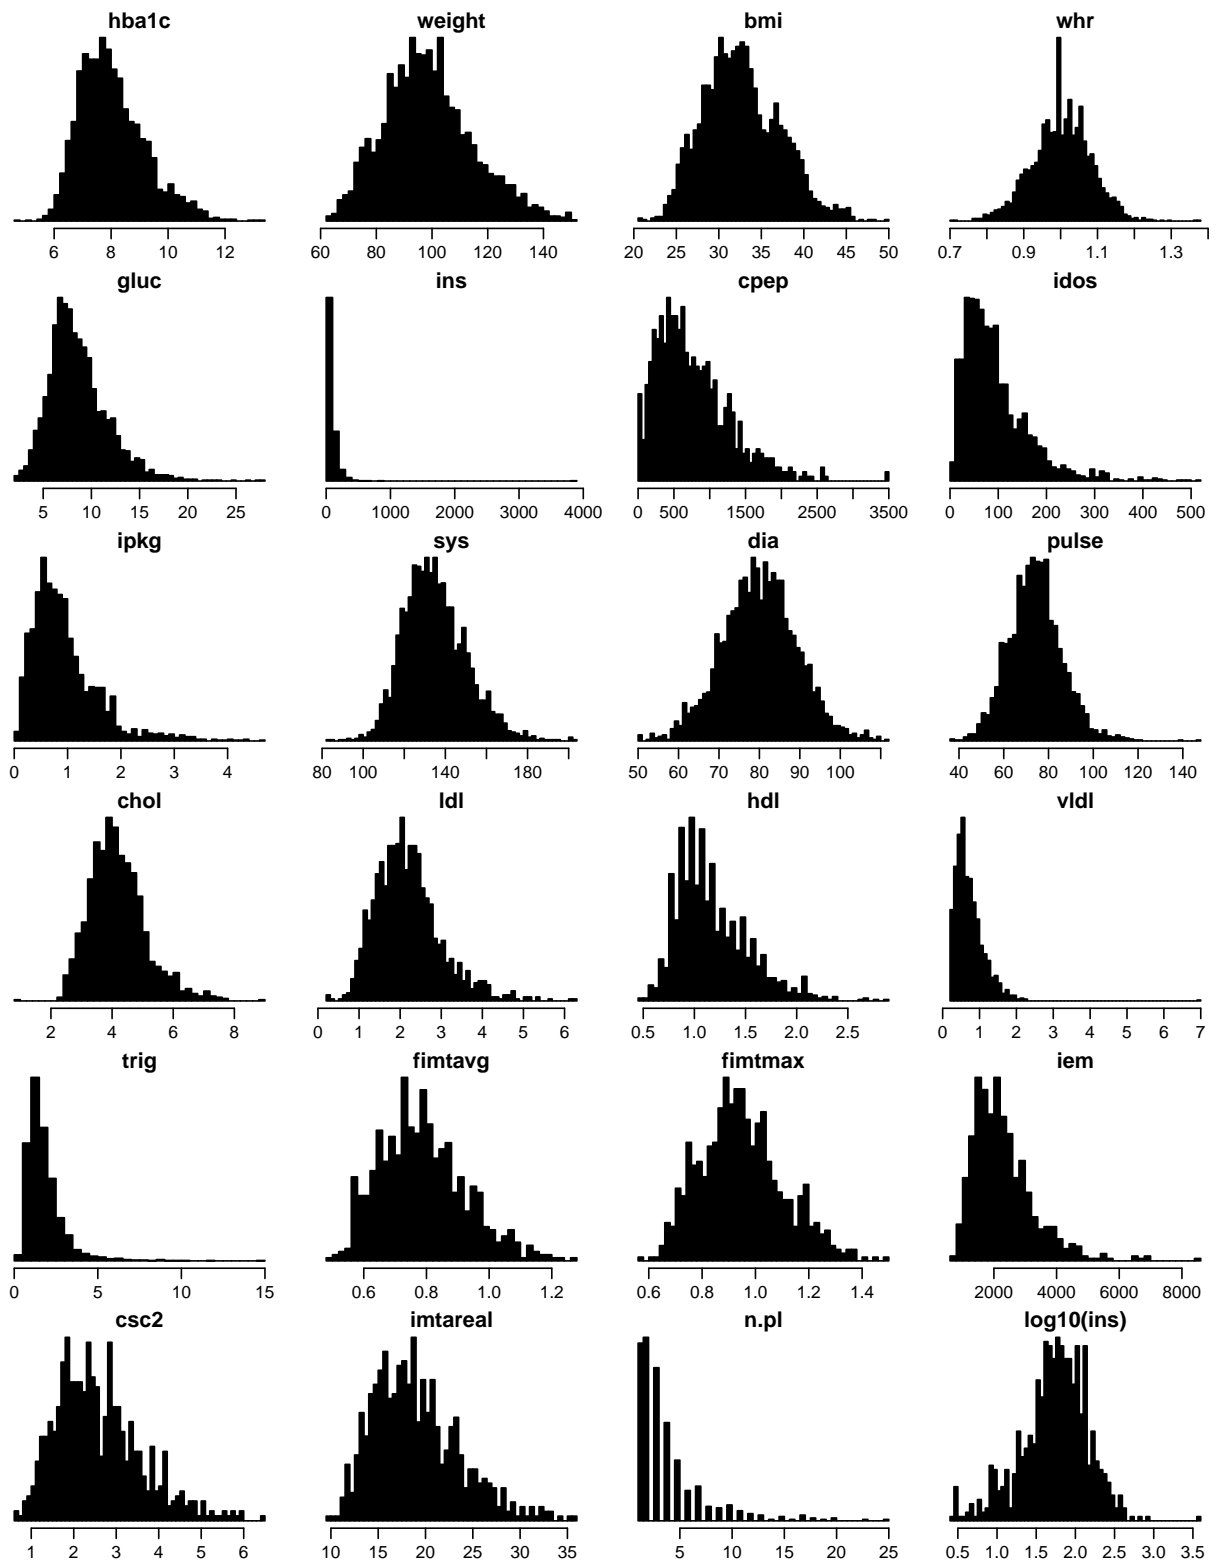 hba1c weight bmi whr
6 8 10 12 60 80 100 120 140 20 25 30 35 40 45 50 0.7 0.9 1.1 1.3
gluc ins cpep idos
5 10 15 20 25 0 1000 2000 3000 4000 0 500 1500 2500 3500 0 100 200 300 400 500
ipkg sys dia pulse
0 1 2 3 4 80 100 140 180 50 60 70 80 90 100 40 60 80 100 120 140
chol ldl hdl vldl
2 4 6 8 0 1 2 3 4 5 6 0.5 1.0 1.5 2.0 2.5 0 1 2 3 4 5 6 7
trig fimtavg fimtmax iem
0 5 10 15 0.6 0.8 1.0 1.2 0.6 0.8 1.0 1.2 1.4 2000 4000 6000 8000
csc2 imtareal n.pl log10(ins)
1 2 3 4 5 6 10 15 20 25 30 35 5 10 15 20 25 0.5 1.0 1.5 2.0 2.5 3.0 3.5